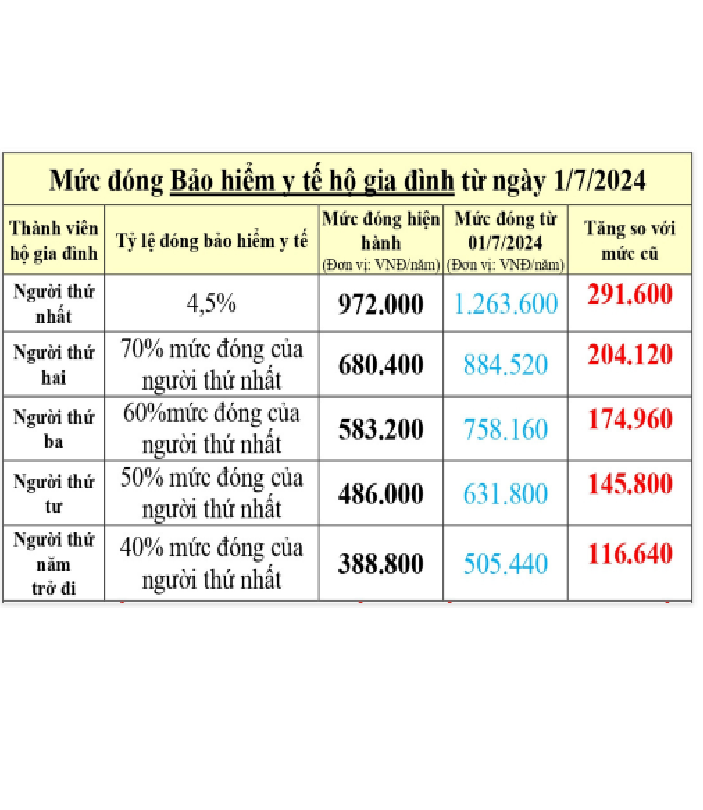 Mức đóng Bảo hiểm y tế hộ gia đình từ ngày 1/7/2024
Thành viên
hộ gia đình
Tỷ lệ đóng bảo hiểm y tế
Mức đóng hiện
hành
(Đơn vị: VNĐ/năm)
Mức đóng từ
01/7/2024
(Đơn vị: VNĐ/năm)
Tăng so với
mức cũ
Người thứ
nhất
4,5%
972.000
1.263.600
291.600
Người thứ
hai
70% mức đóng của
người thứ nhất
680.400
884.520
204.120
Người thứ
ba
60%mức đóng của
người thứ nhất
583.200
758.160
174.960
Người thứ
tư
50% mức đóng của
người thứ nhất
486.000
631.800
145.800
Người thứ
năm
trở đi
40% mức đóng của
người thứ nhất
388.800
505.440
116.640